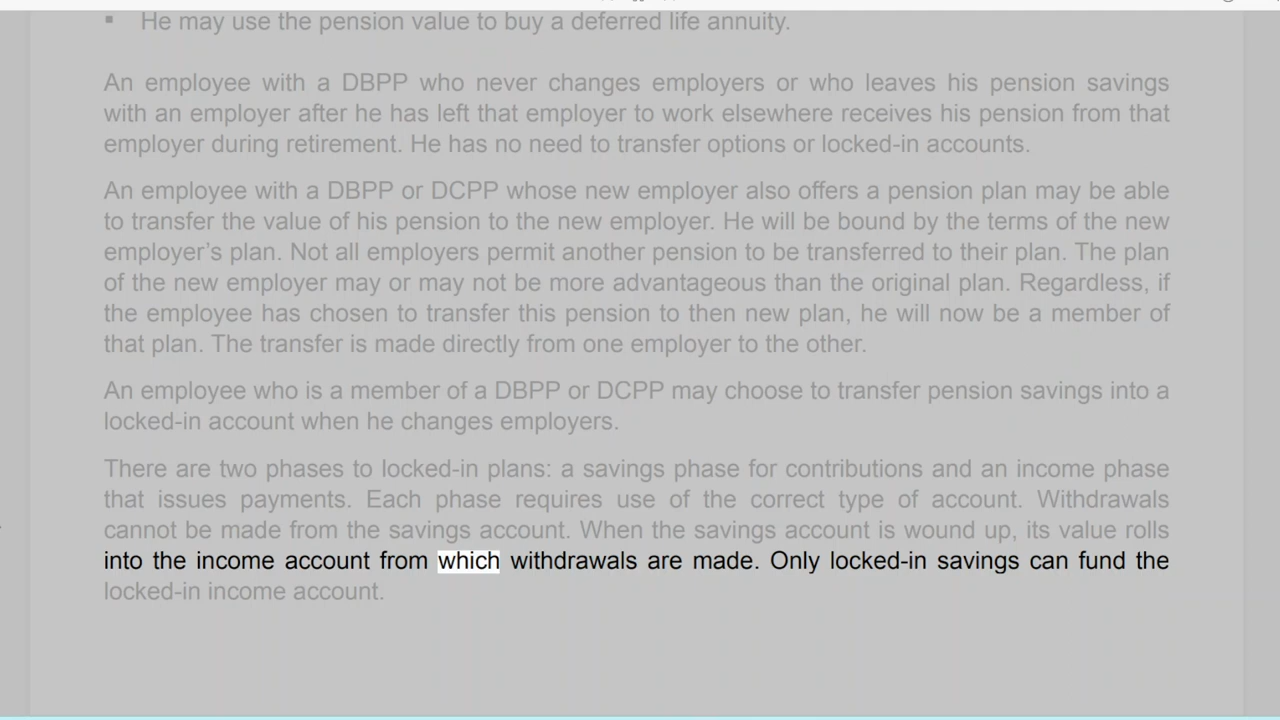 ▪ He may use the pension value to buy a deferred life annuity.
An employee with a DBPP who never changes employers or who leaves his pension savings
with an employer after he has left that employer to work elsewhere receives his pension from that
employer during retirement. He has no need to transfer options or locked-in accounts.
An employee with a DBPP or DCPP whose new employer also offers a pension plan may be able
to transfer the value of his pension to the new employer. He will be bound by the terms of the new
employer’s plan. Not all employers permit another pension to be transferred to their plan. The plan
of the new employer may or may not be more advantageous than the original plan. Regardless, if
the employee has chosen to transfer this pension to then new plan, he will now be a member of
that plan. The transfer is made directly from one employer to the other.
An employee who is a member of a DBPP or DCPP may choose to transfer pension savings into a
locked-in account when he changes employers.
There are two phases to locked-in plans: a savings phase for contributions and an income phase
that issues payments. Each phase requires use of the correct type of account. Withdrawals
cannot be made from the savings account. When the savings account is wound up, its value rolls
into the income account from which withdrawals are made. Only locked-in savings can fund the
locked-in income account.